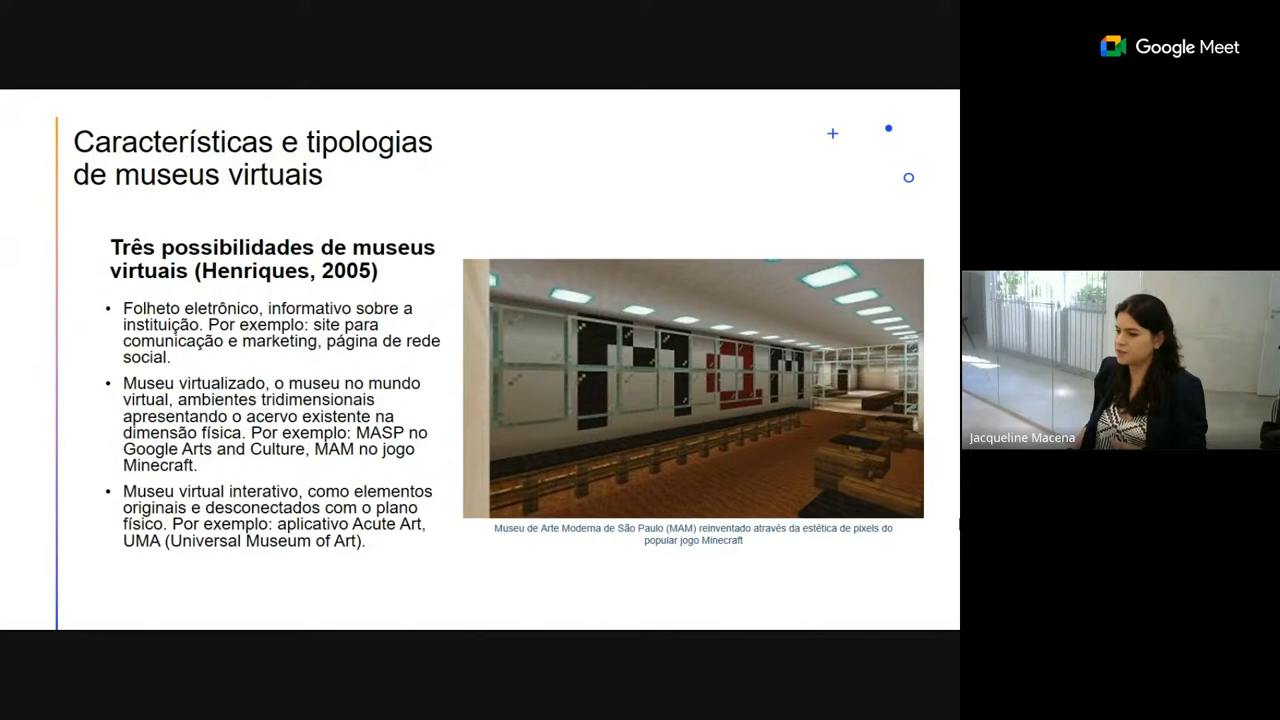 Google Meet
Características e tipologias
de museus virtuais
Três possibilidades de museus
virtuais (Henriques, 2005)
• Folheto eletrônico, informativo sobre a
instituição. Por exemplo: site para
comunicação e marketing, página de rede
social.
• Museu virtualizado, o museu no mundo
virtual, ambientes tridimensionais
apresentando o acervo existente na
dimensão física. Por exemplo: MASP no
Google Arts and Culture, MAM no jogo
Minecraft.
• Museu virtual interativo, como elementos
originais e desconectados com o plano
físico. Por exemplo: aplicativo Acute Art,
UMA (Universal Museum of Art).
mam
Museu de Arte Moderna de São Paulo (MAM) reinventado através da estética de pixels do
popular jogo Minecraft
Jacqueline Macena